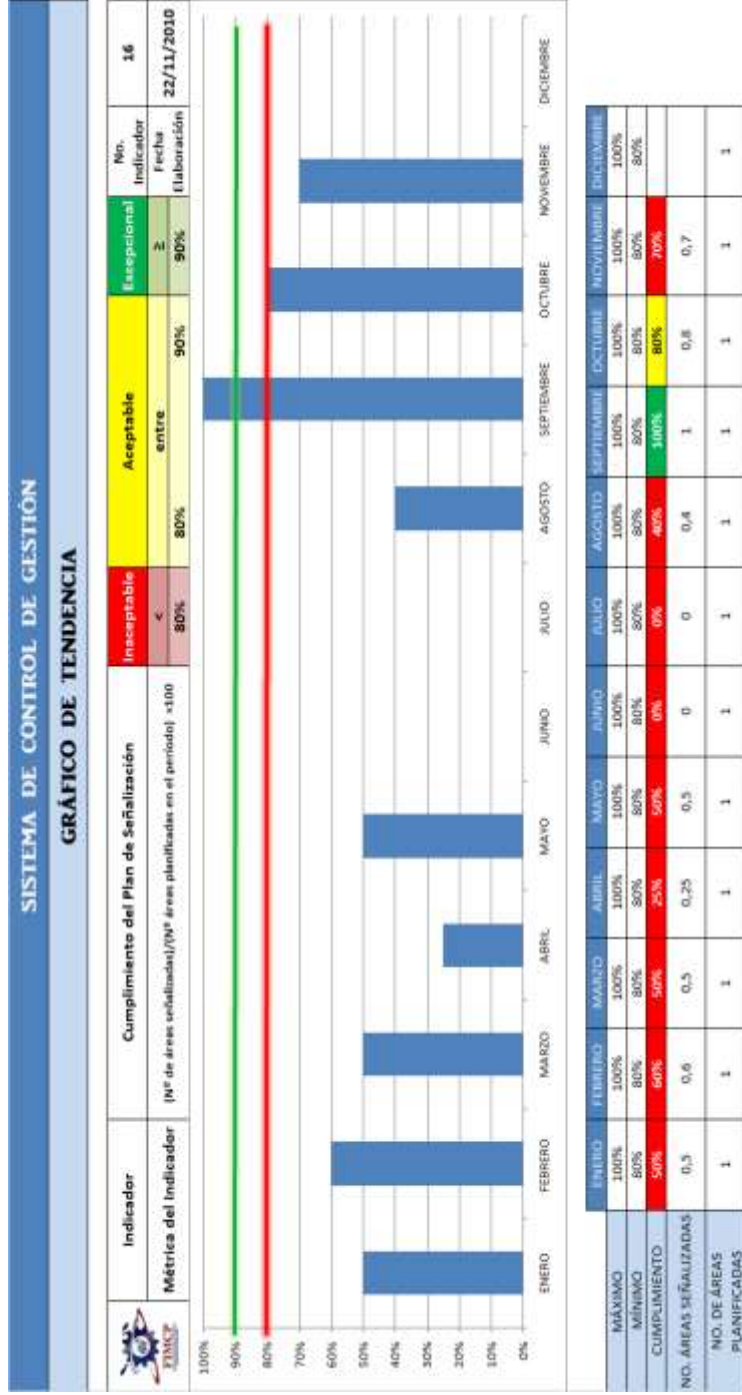 SISTEMA DE CONTROL DE GESTIÓN
GRÁFICO DE TENDENCIA
FIMCP
Indicador Cumplimiento del Plan de Señalización Inaceptable Aceptable Excepcional No. Indicador 16
Métrica del Indicador (Nº de áreas señalizadas)/(Nº áreas planificadas en el período) ×100 < 80% entre 80% 90% ≥ 90% Fecha Elaboración 22/11/2010
100%
90%
80%
70%
60%
50%
40%
30%
20%
10%
0%
ENERO FEBRERO MARZO ABRIL MAYO JUNIO JULIO AGOSTO SEPTIEMBRE OCTUBRE NOVIEMBRE DICIEMBRE
ENERO FEBRERO MARZO ABRIL MAYO JUNIO JULIO AGOSTO SEPTIEMBRE OCTUBRE NOVIEMBRE DICIEMBRE
MÁXIMO 100% 100% 100% 100% 100% 100% 100% 100% 100% 100% 100% 100%
MÍNIMO 80% 80% 80% 80% 80% 80% 80% 80% 80% 80% 80% 80%
CUMPLIMIENTO 50% 60% 50% 25% 50% 0% 0% 40% 100% 80% 70%
NO. ÁREAS SEÑALIZADAS 0,5 0,6 0,5 0,25 0,5 0 0 0,4 1 0,8 0,7
NO. DE ÁREAS PLANIFICADAS 1 1 1 1 1 1 1 1 1 1 1 1